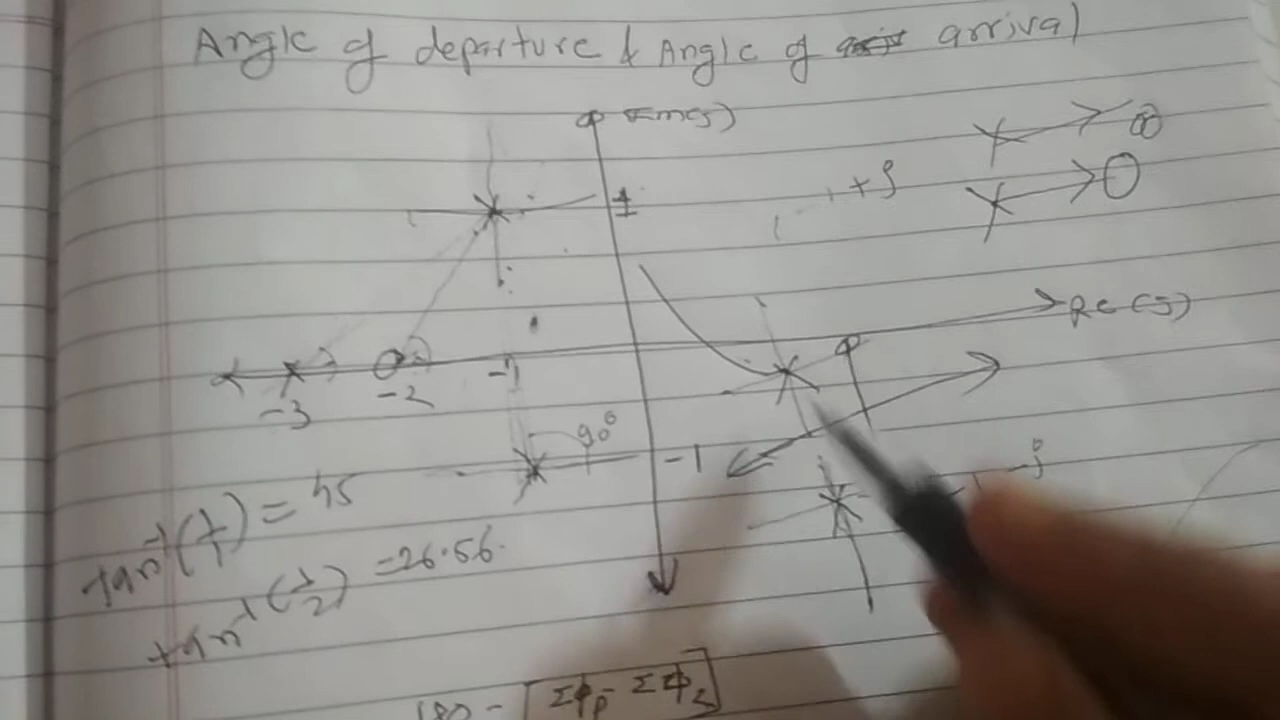 Angle of departure & Angle of arrival
Im(s)
∞
1
+j
Re(s)
-3
-2
-1
90°
-1
-j
tan⁻¹(1/1) = 45
tan⁻¹(1/2) = 26.56.
180 - [Σφp - Σφz]